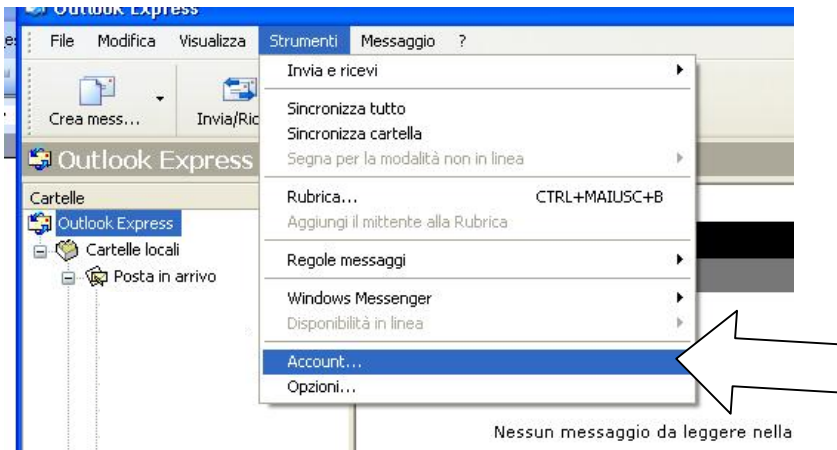 Outlook Express
File Modifica Visualizza Strumenti Messaggio ?
Crea mess... Invia/Ric
Outlook Express
Cartelle
Outlook Express
Cartelle locali
Posta in arrivo
Invia e ricevi
Sincronizza tutto
Sincronizza cartella
Segna per la modalità non in linea
Rubrica... CTRL+MAIUSC+B
Aggiungi il mittente alla Rubrica
Regole messaggi
Windows Messenger
Disponibilità in linea
Account...
Opzioni...
Nessun messaggio da leggere nella